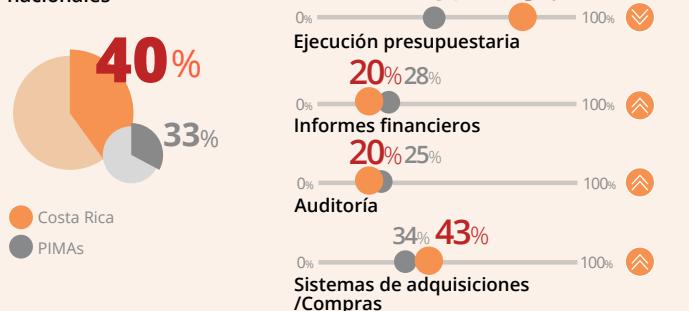 nacionales
40%
33%
Costa Rica
PIMAs
0% 100%
Ejecución presupuestaria
20% 28%
0% 100%
Informes financieros
20% 25%
0% 100%
Auditoría
34% 43%
0% 100%
Sistemas de adquisiciones
/Compras